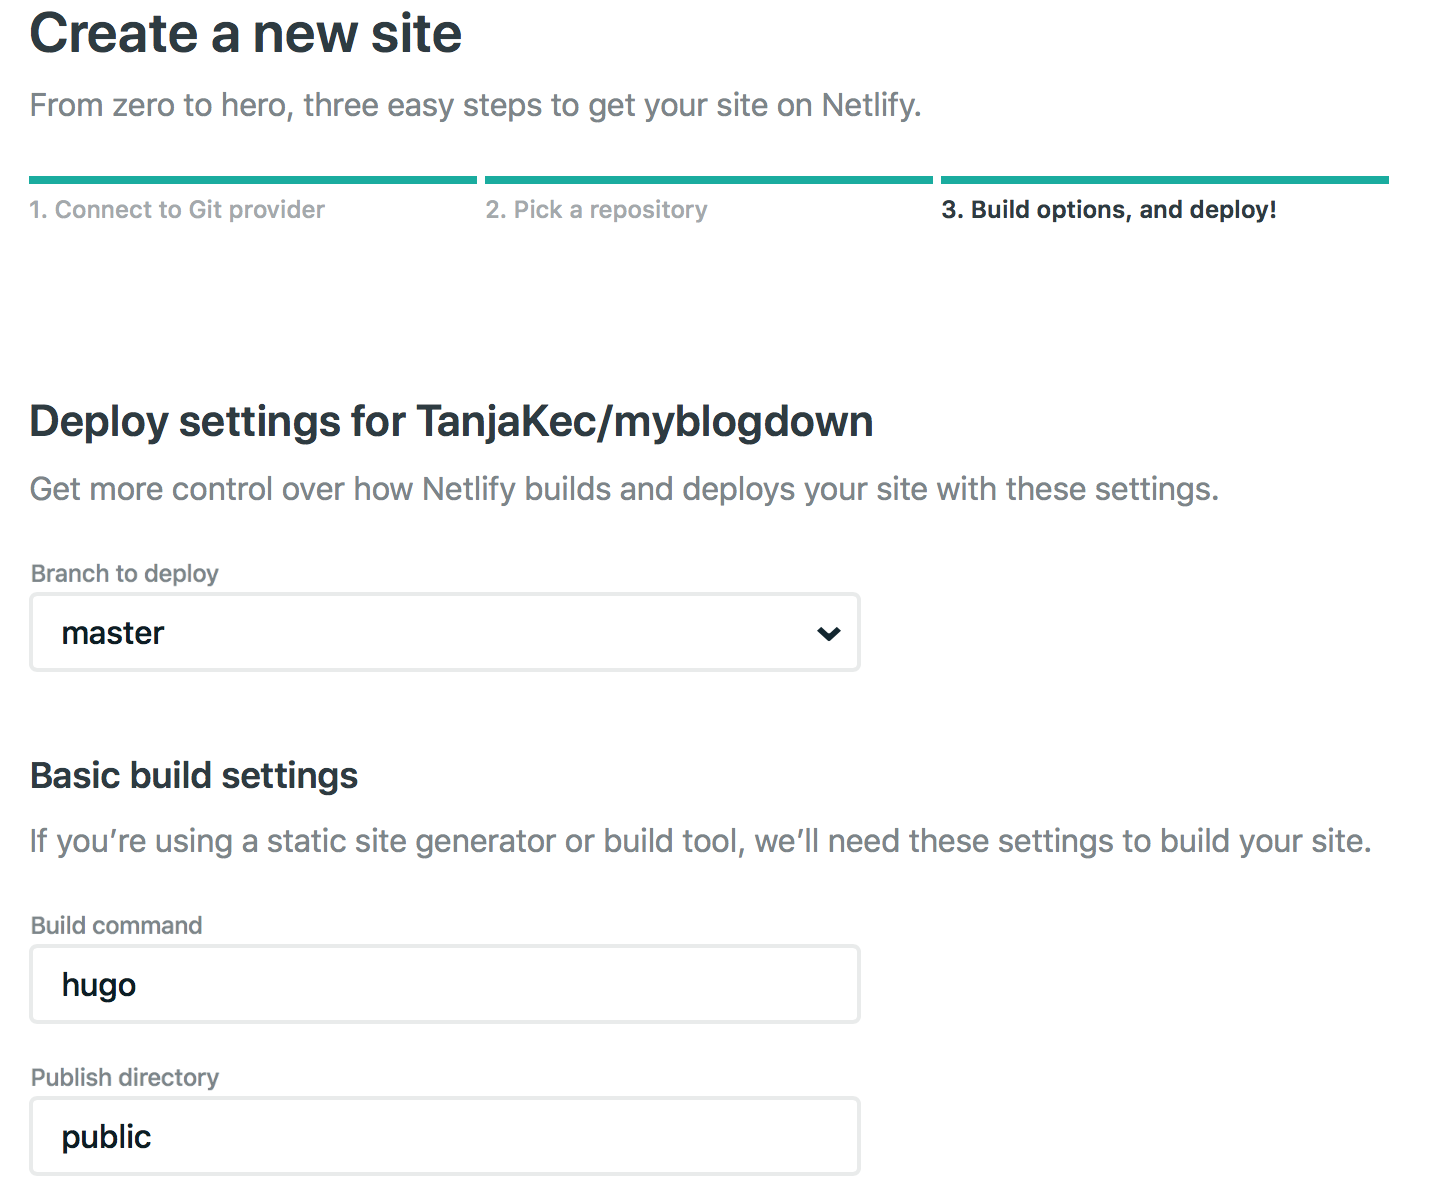 Create a new site
From zero to hero, three easy steps to get your site on Netlify.
1. Connect to Git provider
2. Pick a repository
3. Build options, and deploy!
Deploy settings for TanjaKec/myblogdown
Get more control over how Netlify builds and deploys your site with these settings.
Branch to deploy
master
Basic build settings
If you’re using a static site generator or build tool, we’ll need these settings to build your site.
Build command
hugo
Publish directory
public